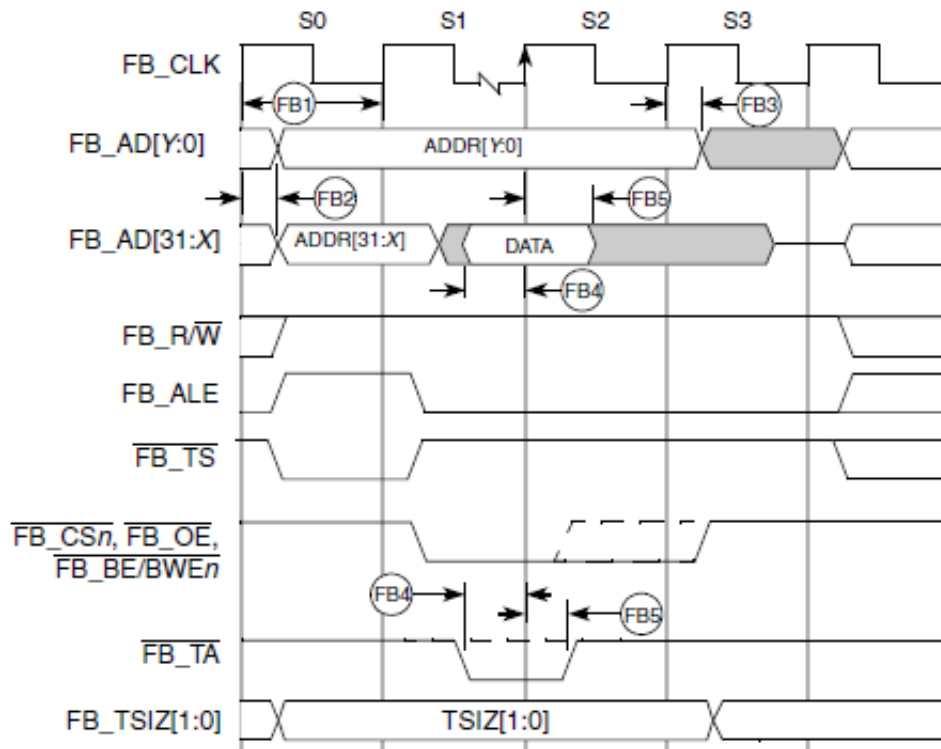 S0 S1 S2 S3
FB_CLK
FB1 FB3
FB_AD[Y:0] ADDR[Y:0]
FB2 FB5
FB_AD[31:X] ADDR[31:X] DATA
FB4
FB_R/W
FB_ALE
FB_TS
FB_CSn, FB_OE,
FB_BE/BWEn
FB4 FB5
FB_TA
FB_TSIZ[1:0] TSIZ[1:0]